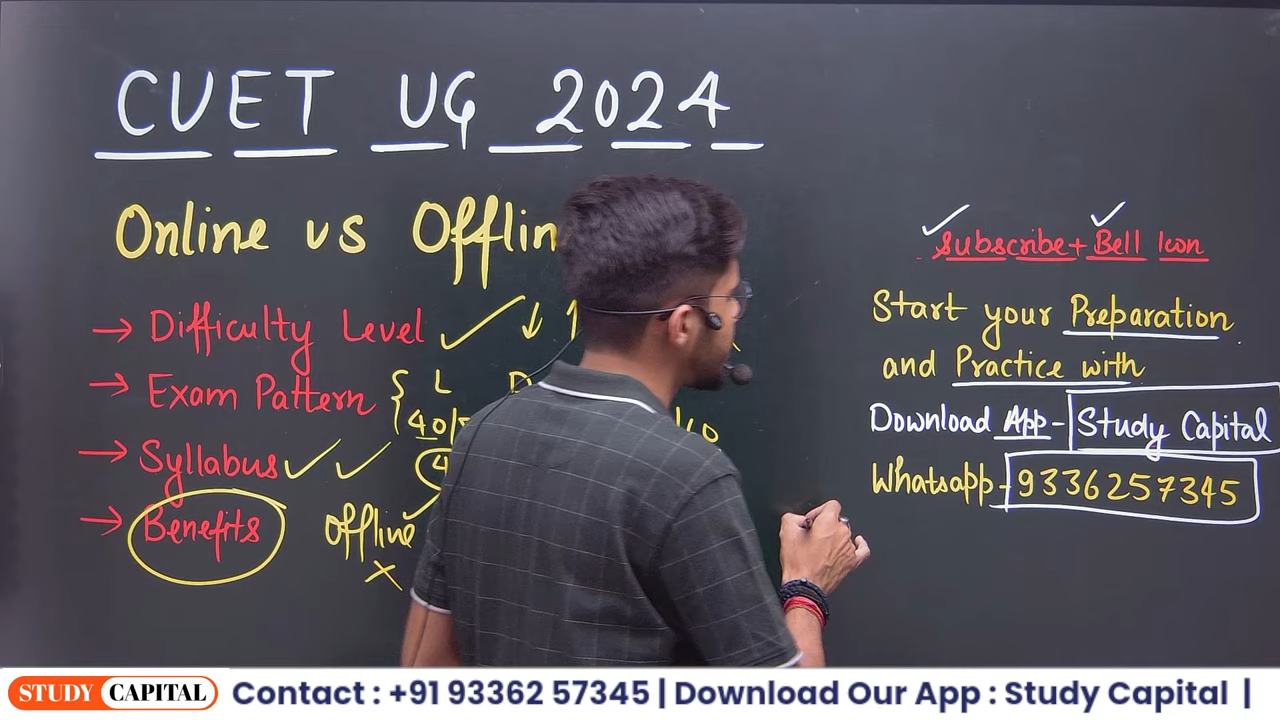 CUET UG 2024
Online vs Offlin
→ Difficulty Level ✓ ↓
→ Exam Pattern { L
40/
→ Syllabus ✓ ✓
→ Benefits
Offline
×
Subscribe + Bell Icon
Start your Preparation
and Practice with
Download App - Study Capital
Whatsapp - 9336257345
STUDY CAPITAL Contact : +91 93362 57345 | Download Our App : Study Capital |